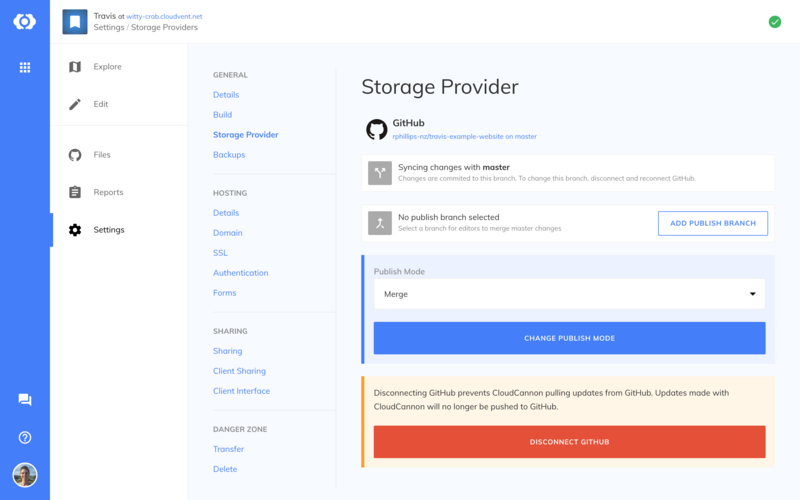 Travis at witty-crab.cloudvent.net
Settings / Storage Providers
Explore
Edit
Files
Reports
Settings
GENERAL
Details
Build
Storage Provider
Backups
HOSTING
Details
Domain
SSL
Authentication
Forms
SHARING
Sharing
Client Sharing
Client Interface
DANGER ZONE
Transfer
Delete
Storage Provider
GitHub
rphillips-nz/travis-example-website on master
Syncing changes with master
Changes are commited to this branch. To change this branch, disconnect and reconnect GitHub.
No publish branch selected
Select a branch for editors to merge master changes
ADD PUBLISH BRANCH
Publish Mode
Merge
CHANGE PUBLISH MODE
Disconnecting GitHub prevents CloudCannon pulling updates from GitHub. Updates made with
CloudCannon will no longer be pushed to GitHub.
DISCONNECT GITHUB